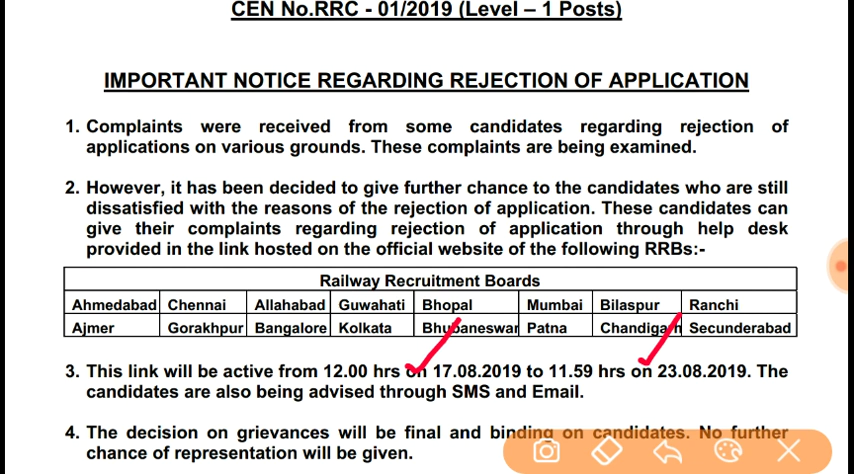 CEN No.RRC - 01/2019 (Level – 1 Posts)
IMPORTANT NOTICE REGARDING REJECTION OF APPLICATION
1. Complaints were received from some candidates regarding rejection of
applications on various grounds. These complaints are being examined.
2. However, it has been decided to give further chance to the candidates who are still
dissatisfied with the reasons of the rejection of application. These candidates can
give their complaints regarding rejection of application through help desk
provided in the link hosted on the official website of the following RRBs:-
Railway Recruitment Boards
Ahmedabad Chennai Allahabad Guwahati Bhopal Mumbai Bilaspur Ranchi
Ajmer Gorakhpur Bangalore Kolkata Bhubaneswar Patna Chandigarh Secunderabad
3. This link will be active from 12.00 hrs on 17.08.2019 to 11.59 hrs on 23.08.2019. The
candidates are also being advised through SMS and Email.
4. The decision on grievances will be final and binding on candidates. No further
chance of representation will be given.